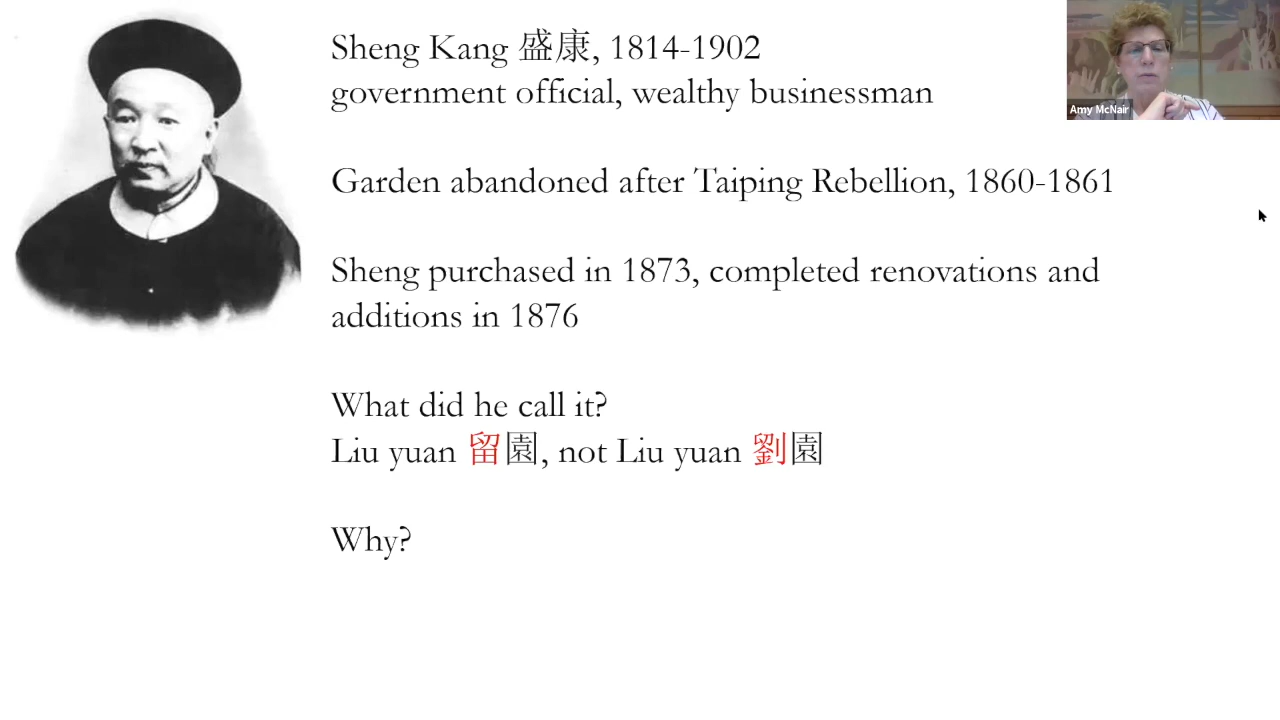 Sheng Kang 盛康, 1814-1902
government official, wealthy businessman
Garden abandoned after Taiping Rebellion, 1860-1861
Sheng purchased in 1873, completed renovations and
additions in 1876
What did he call it?
Liu yuan 留園, not Liu yuan 劉園
Why?
Amy McNair